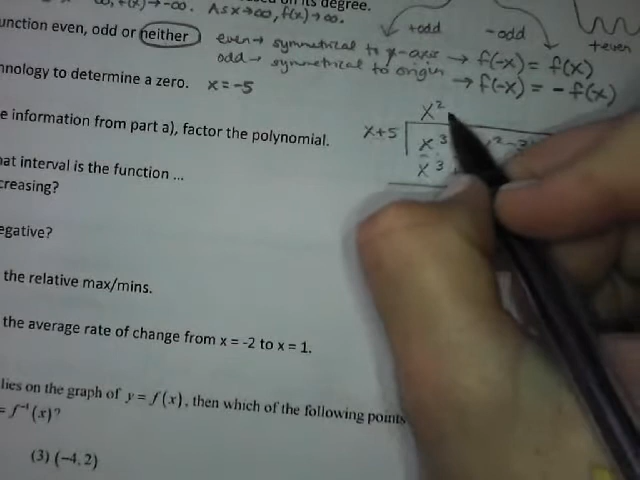 its degree.
As x→∞, f(x)→∞.
+odd -odd +even
unction even, odd or neither
even → symmetrical to y-axis → f(-x) = f(x)
odd → symmetrical to origin → f(-x) = -f(x)
hnology to determine a zero. x = -5
x²
x+5
x³
x³
e information from part a), factor the polynomial.
at interval is the function ...
creasing?
egative?
the relative max/mins.
the average rate of change from x = -2 to x = 1.
lies on the graph of y = f(x), then which of the following points
= f⁻¹(x)?
(3) (-4, 2)